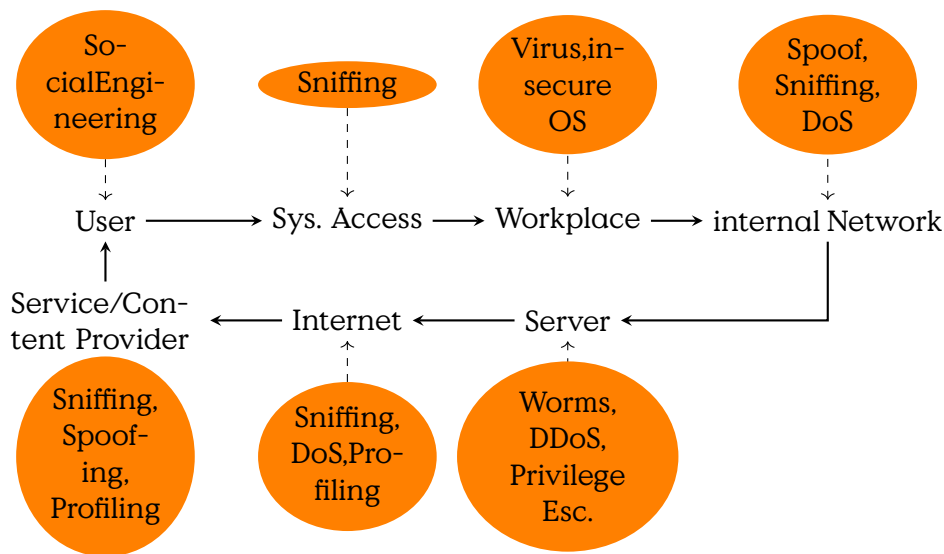 So-
cialEngi-
neering
Sniffing
Virus,in-
secure
OS
Spoof,
Sniffing,
DoS
User
Sys. Access
Workplace
internal Network
Service/Con-
tent Provider
Internet
Server
Sniffing,
Spoof-
ing,
Profiling
Sniffing,
DoS,Pro-
filing
Worms,
DDoS,
Privilege
Esc.